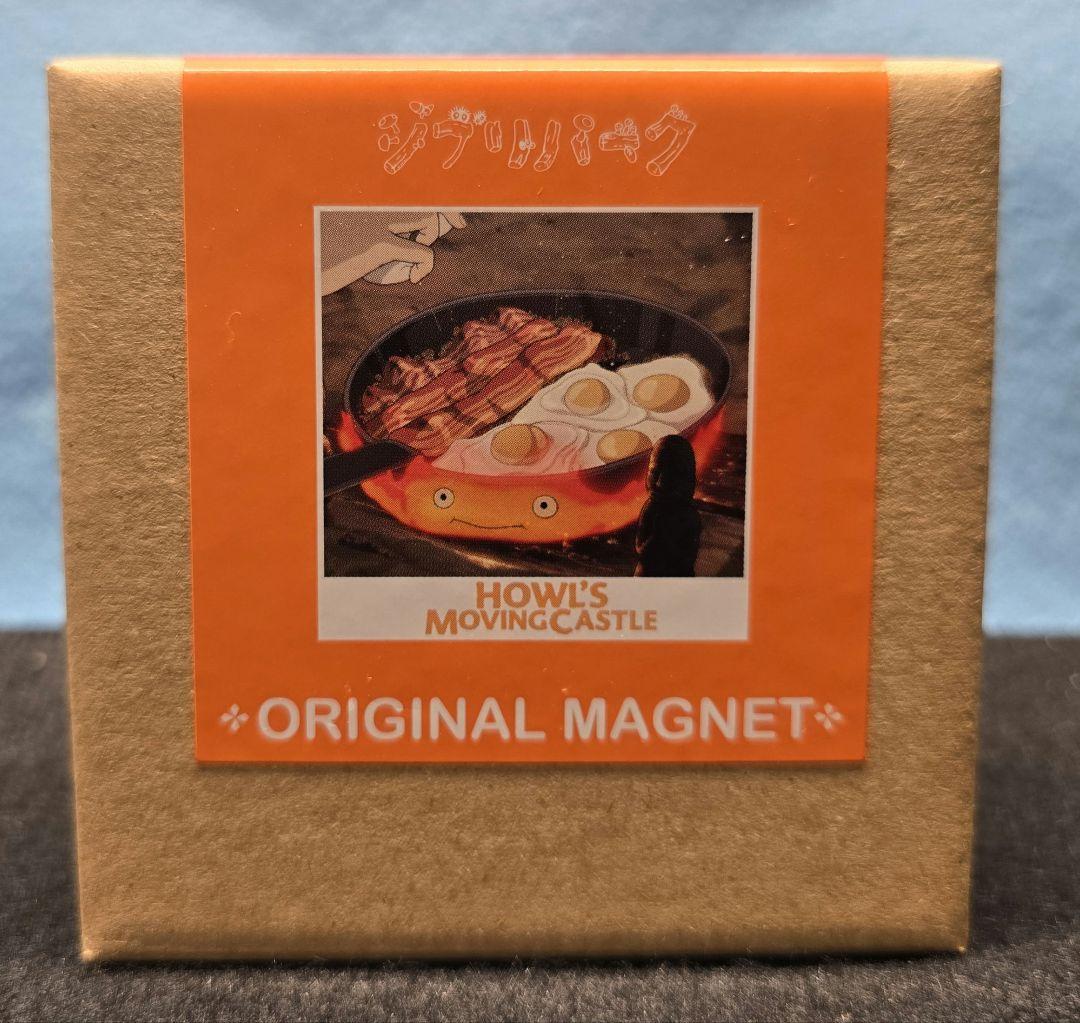 ジブリパーク
HOWL'S
MOVINGCASTLE
ORIGINAL MAGNET